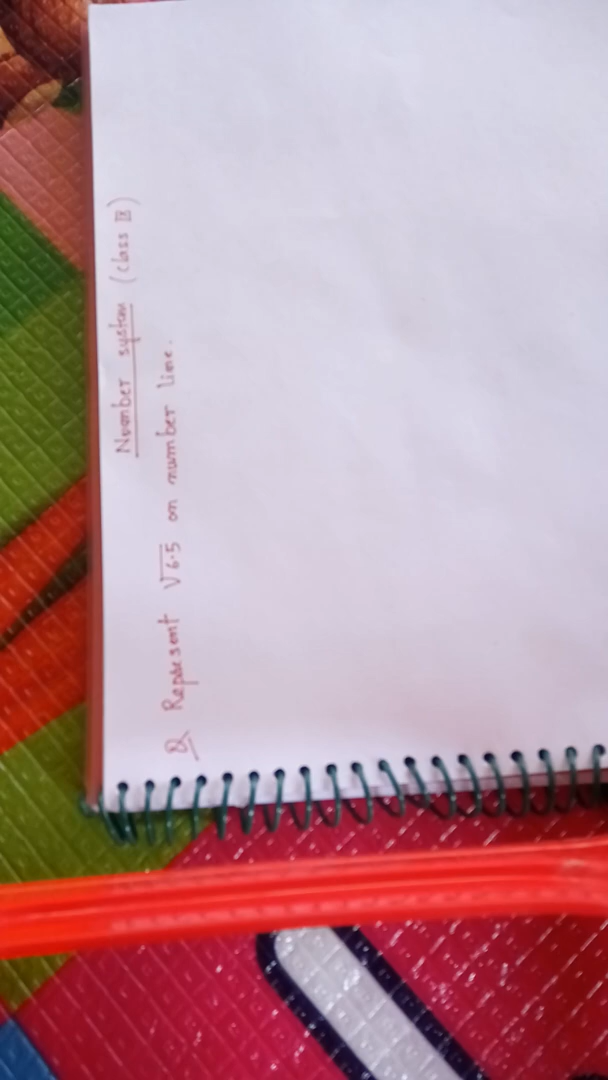 Number system (class IX)
Q Represent √6.5 on number line.